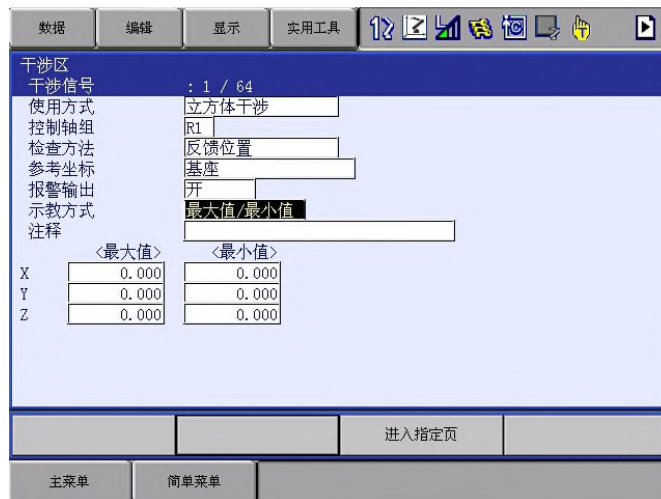 数据 编辑 显示 实用工具
干涉区
干涉信号 : 1 / 64
使用方式 立方体干涉
控制轴组 R1
检查方法 反馈位置
参考坐标 基座
报警输出 开
示教方式 最大值/最小值
注释
<最大值> <最小值>
X 0.000 0.000
Y 0.000 0.000
Z 0.000 0.000
进入指定页
主菜单 简单菜单